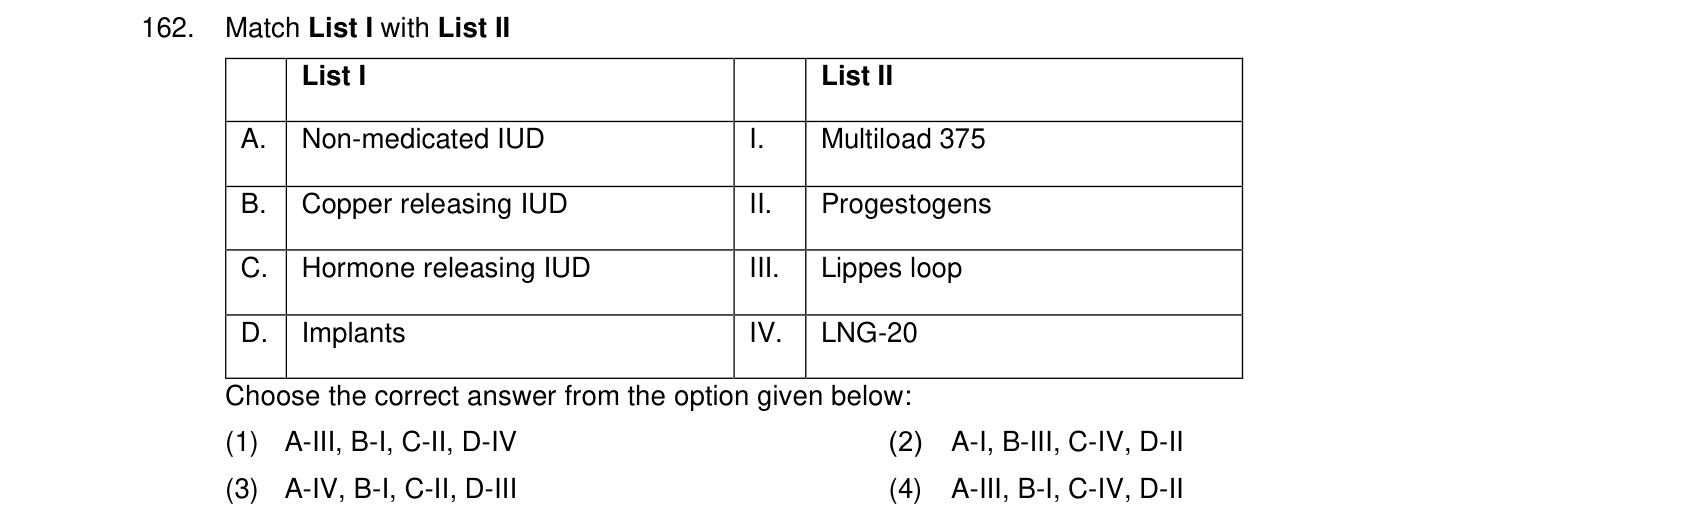 162. Match List I with List II
List I List II
A. Non-medicated IUD I. Multiload 375
B. Copper releasing IUD II. Progestogens
C. Hormone releasing IUD III. Lippes loop
D. Implants IV. LNG-20
Choose the correct answer from the option given below:
(1) A-III, B-I, C-II, D-IV (2) A-I, B-III, C-IV, D-II
(3) A-IV, B-I, C-II, D-III (4) A-III, B-I, C-IV, D-II